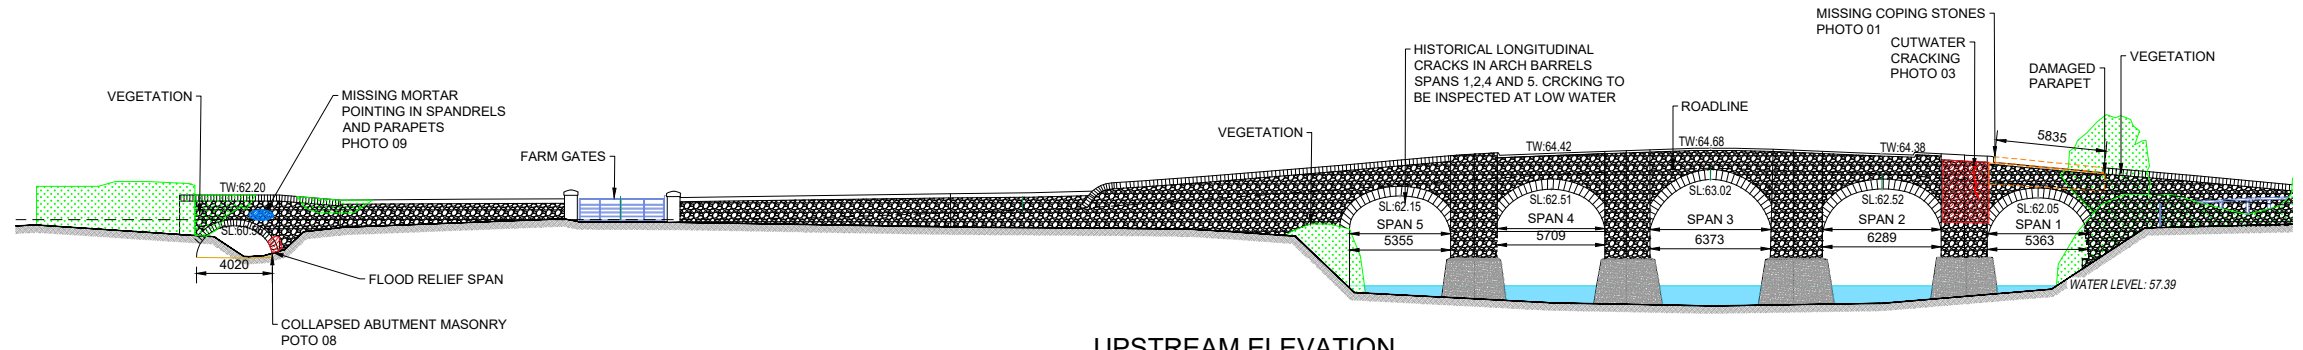 MISSING COPING STONES
PHOTO 01
CUTWATER
CRACKING
PHOTO 03
HISTORICAL LONGITUDINAL
CRACKS IN ARCH BARRELS
SPANS 1,2,4 AND 5. CRCKING TO
BE INSPECTED AT LOW WATER
VEGETATION
DAMAGED
PARAPET
VEGETATION
MISSING MORTAR
POINTING IN SPANDRELS
AND PARAPETS
PHOTO 09
ROADLINE
VEGETATION
5835
FARM GATES
TW:64.42
TW:64.68
TW:64.38
TW:62.20
SL:62.15
SL:62.51
SL:63.02
SL:62.52
SL:62.05
SPAN 5
SPAN 4
SPAN 3
SPAN 2
SPAN 1
5355
5709
6373
6289
5363
4020
FLOOD RELIEF SPAN
WATER LEVEL: 57.39
COLLAPSED ABUTMENT MASONRY
POTO 08
UPSTREAM ELEVATION